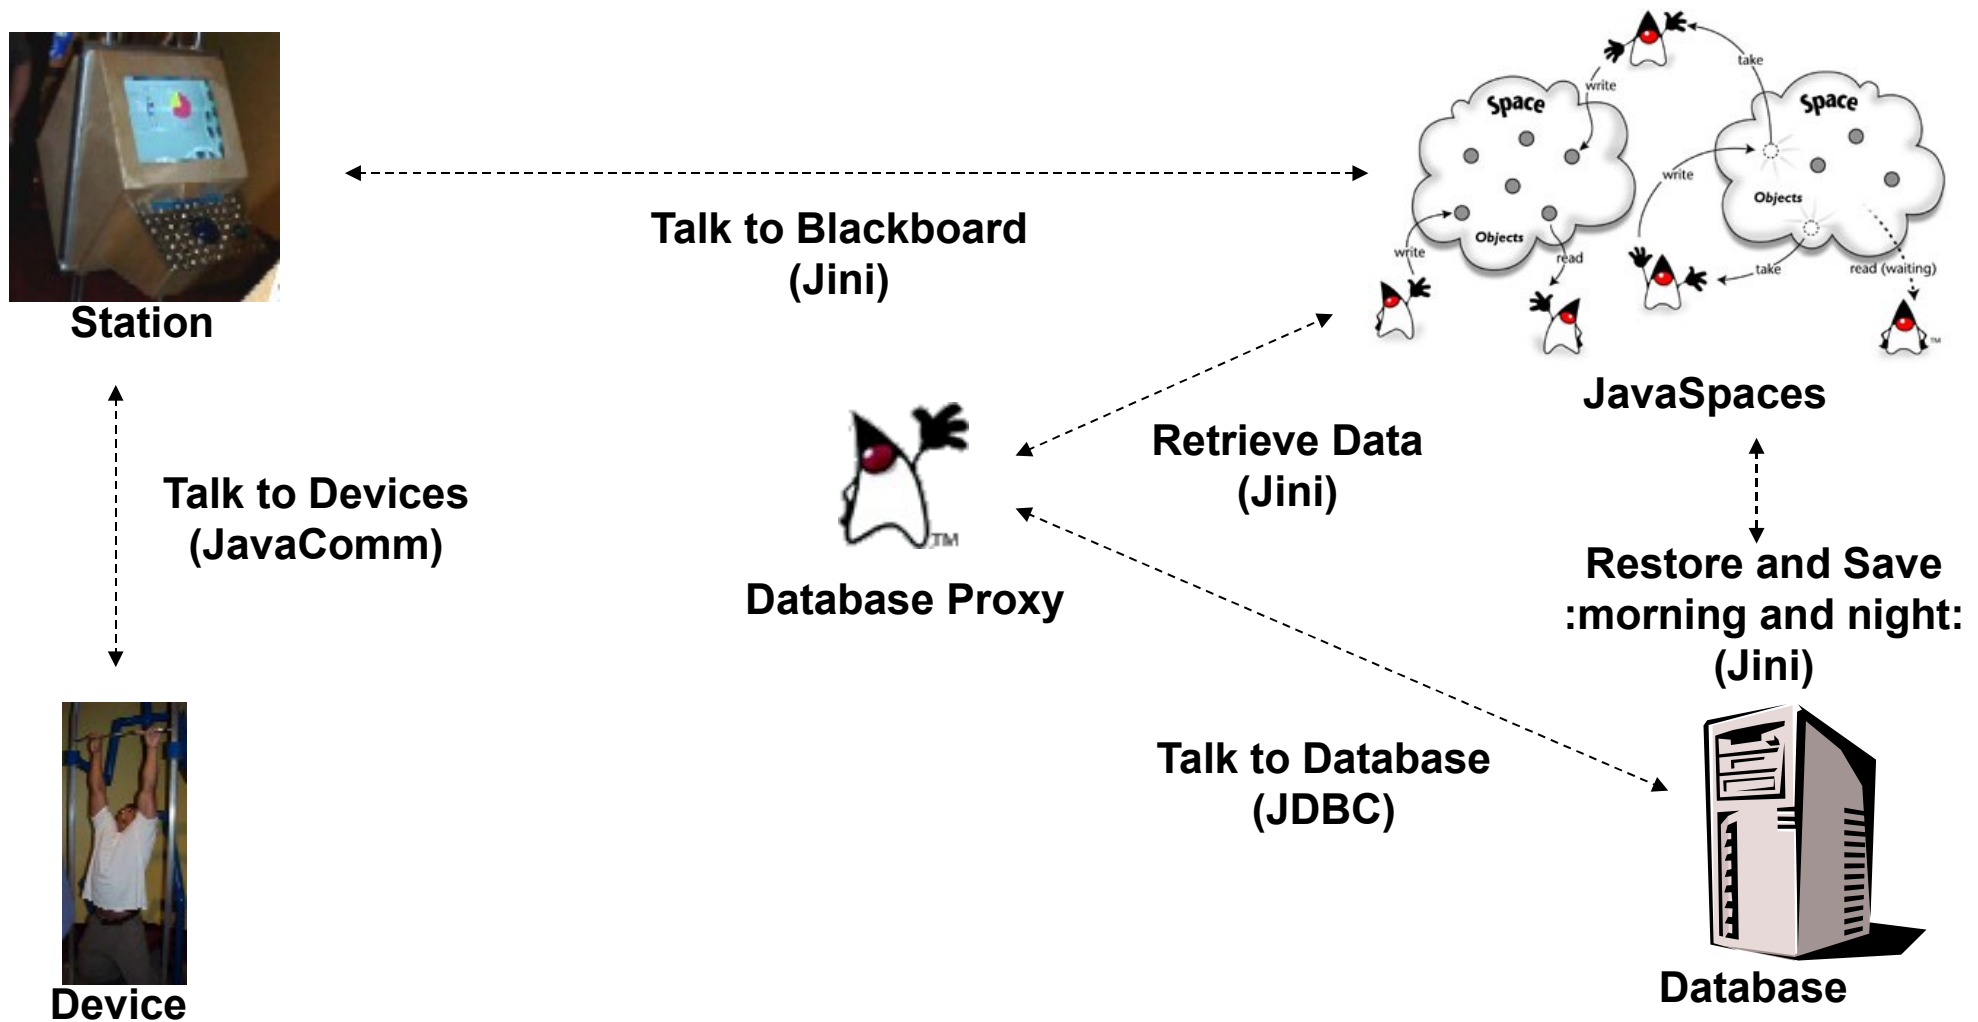 take
write
Space
Space
write
Objects
Objects
write
read
take
read (waiting)
TM
Station
Talk to Blackboard
(Jini)
JavaSpaces
Retrieve Data
(Jini)
Talk to Devices
(JavaComm)
TM
Database Proxy
Restore and Save
:morning and night:
(Jini)
Talk to Database
(JDBC)
Device
Database